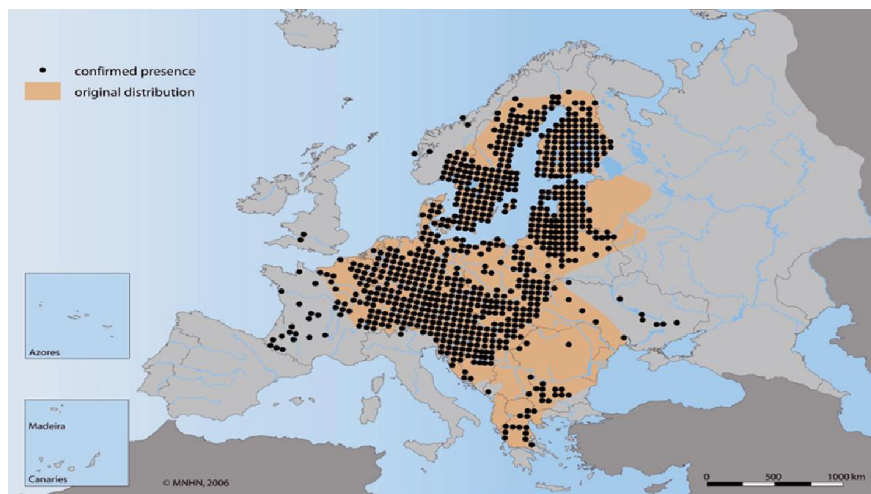 confirmed presence
original distribution
Azores
Madeira
Canaries
© MNHN, 2006
0 500 1000 km